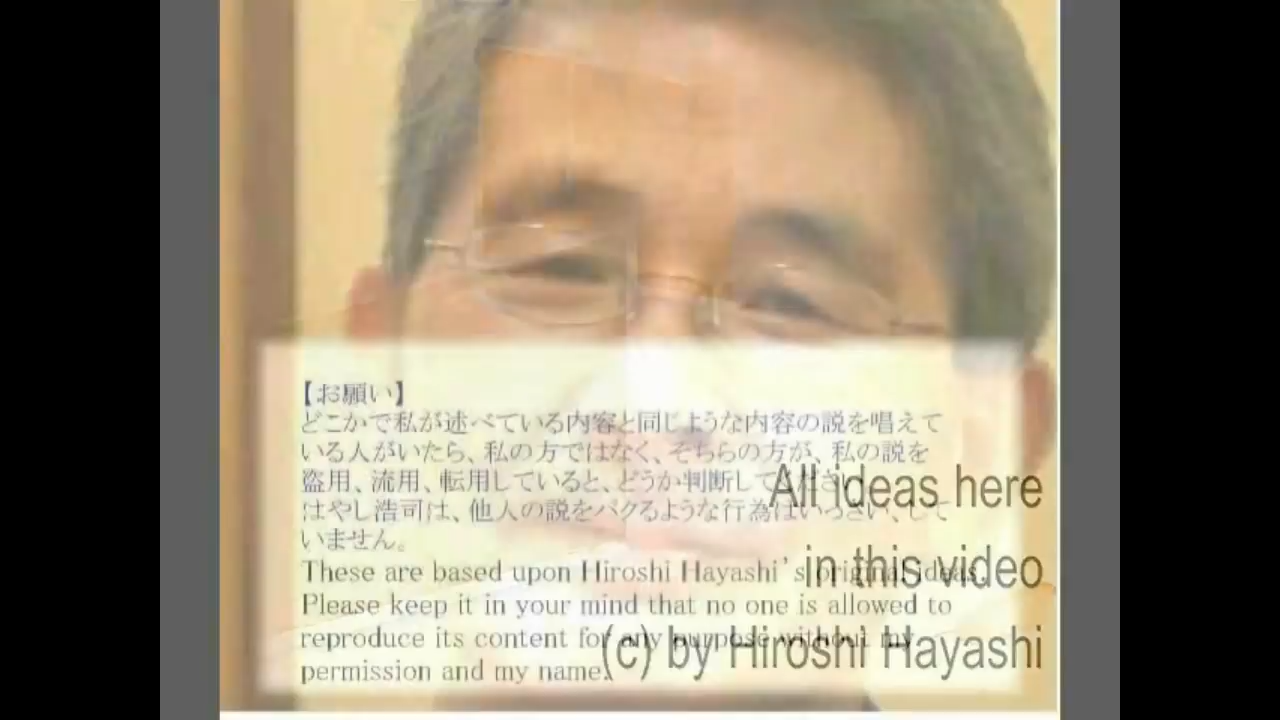 【お願い】
どこかで私が述べている内容と同じような内容の説を唱えて
いる人がいたら、私の方ではなく、そちらの方が、私の説を
盗用、流用、転用していると、どうか判断してください。
はやし浩司は、他人の説をパクるような行為はいっさい、して
いません。
These are based upon Hiroshi Hayashi's original ideas.
Please keep it in your mind that no one is allowed to
reproduce its content for any purpose without my
permission and my name.
All ideas here
in this video
(c) by Hiroshi Hayashi